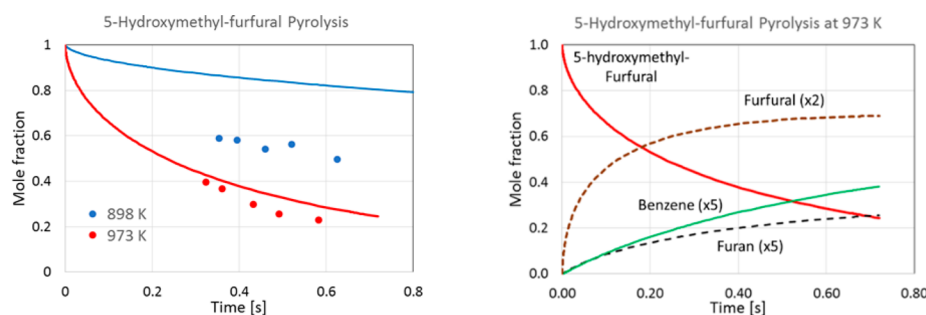 5-Hydroxymethyl-furfural Pyrolysis
Mole fraction
1
0.8
0.6
0.4
0.2
0
898 K
973 K
0
0.2
0.4
0.6
0.8
Time [s]
5-Hydroxymethyl-furfural Pyrolysis at 973 K
Mole fraction
1.0
0.8
0.6
0.4
0.2
0.0
5-hydroxymethyl-
Furfural
Furfural (x2)
Benzene (x5)
Furan (x5)
0.00
0.20
0.40
0.60
0.80
Time [s]